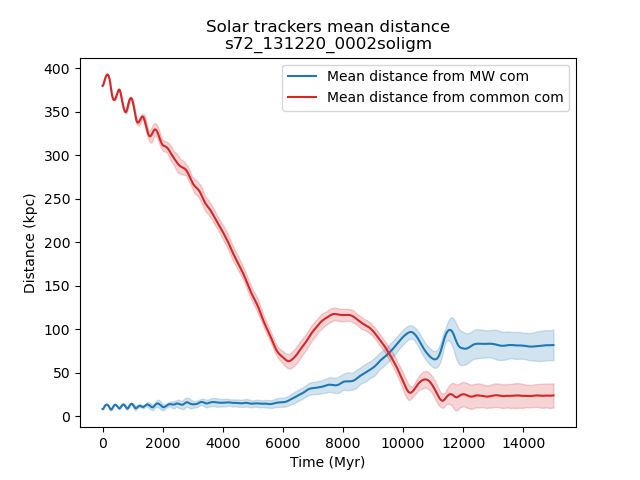 Solar trackers mean distance
s72_131220_0002soligm
Mean distance from MW com
Mean distance from common com
400
350
300
250
200
150
100
50
0
Distance (kpc)
0 2000 4000 6000 8000 10000 12000 14000
Time (Myr)